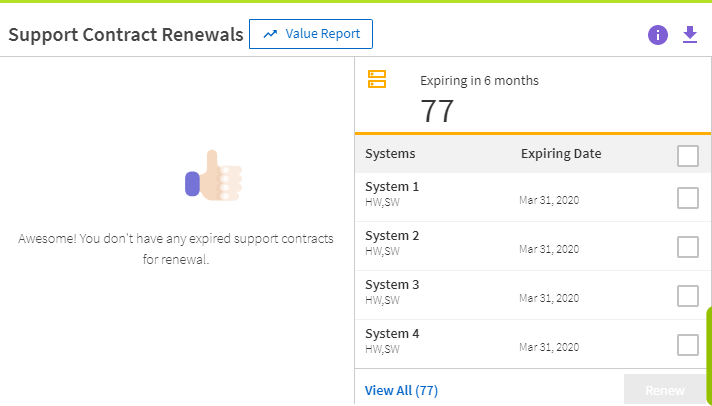 Support Contract Renewals
Value Report
Awesome! You don't have any expired support contracts
for renewal.
Expiring in 6 months
77
Systems Expiring Date
System 1
HW,SW
Mar 31, 2020
System 2
HW,SW
Mar 31, 2020
System 3
HW,SW
Mar 31, 2020
System 4
HW,SW
Mar 31, 2020
View All (77)
Renew